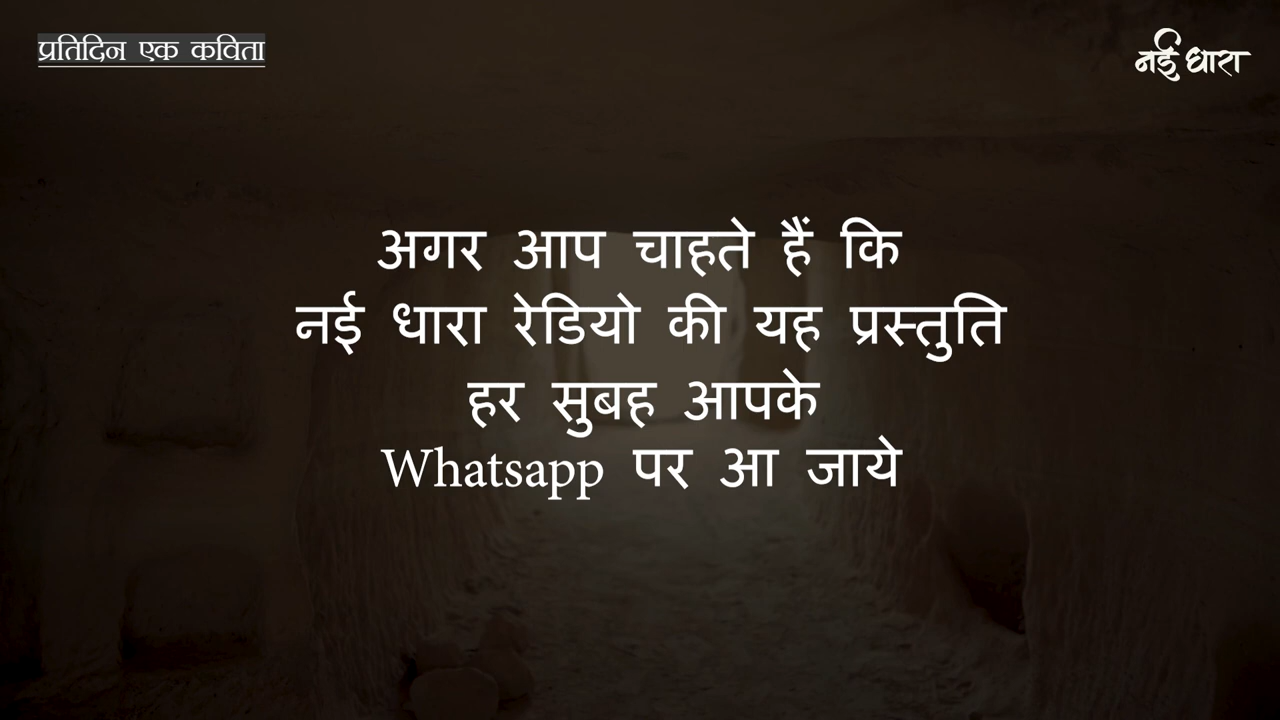 प्रतिदिन एक कविता
नई धारा
अगर आप चाहते हैं कि
नई धारा रेडियो की यह प्रस्तुति
हर सुबह आपके
Whatsapp पर आ जाये